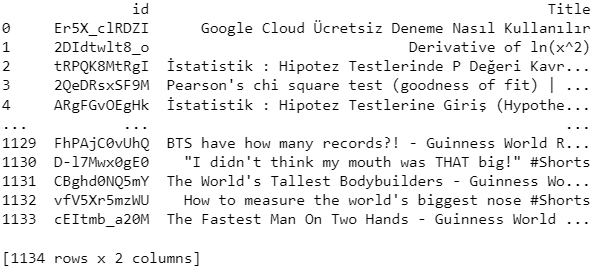 id Title
0 Er5X_clRDZI Google Cloud Ücretsiz Deneme Nasıl Kullanılır
1 2DIdtwlt8_o Derivative of ln(x^2)
2 tRPQK8MtRgI İstatistik : Hipotez Testlerinde P Değeri Kavr...
3 2QeDRsxSF9M Pearson's chi square test (goodness of fit) | ...
4 ARgFGvOEgHk İstatistik : Hipotez Testlerine Giriş (Hypothe...
... ... ...
1129 FhPAjC0vUhQ BTS have how many records?! - Guinness World R...
1130 D-l7Mwx0gE0 "I didn't think my mouth was THAT big!" #Shorts
1131 CBghd0NQ5mY The World's Tallest Bodybuilders - Guinness Wo...
1132 vfV5Xr5mzWU How to measure the world's biggest nose #Shorts
1133 cEItmb_a20M The Fastest Man On Two Hands - Guinness World ...
[1134 rows x 2 columns]